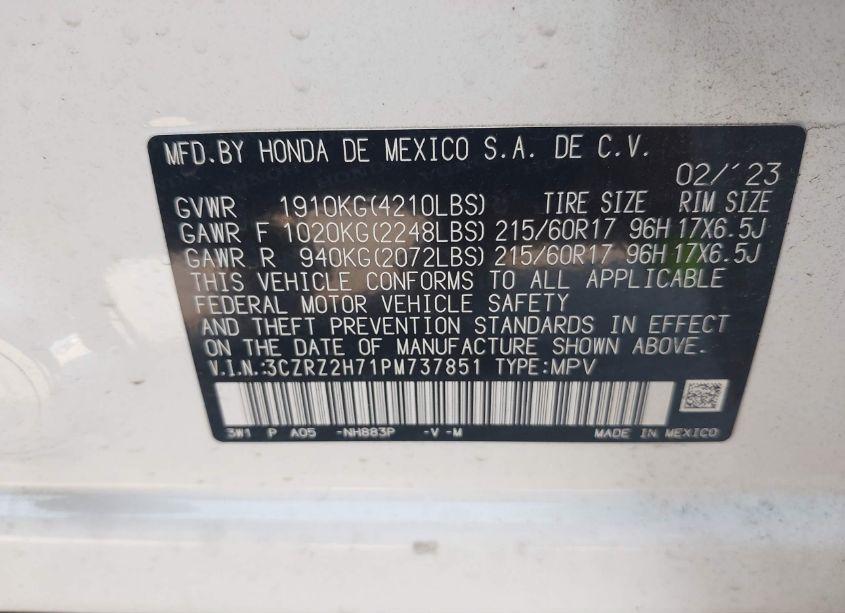 MFD. BY HONDA DE MEXICO S.A. DE C.V.
02/'23
GVWR 1910KG(4210LBS) TIRE SIZE RIM SIZE
GAWR F 1020KG(2248LBS) 215/60R17 96H 17X6.5J
GAWR R 940KG(2072LBS) 215/60R17 96H 17X6.5J
THIS VEHICLE CONFORMS TO ALL APPLICABLE
FEDERAL MOTOR VEHICLE SAFETY
AND THEFT PREVENTION STANDARDS IN EFFECT
ON THE DATE OF MANUFACTURE SHOWN ABOVE.
V.I.N.:3CZRZ2H71PM737851 TYPE:MPV
3W1 P A05 -NH883P -V -M MADE IN MEXICO